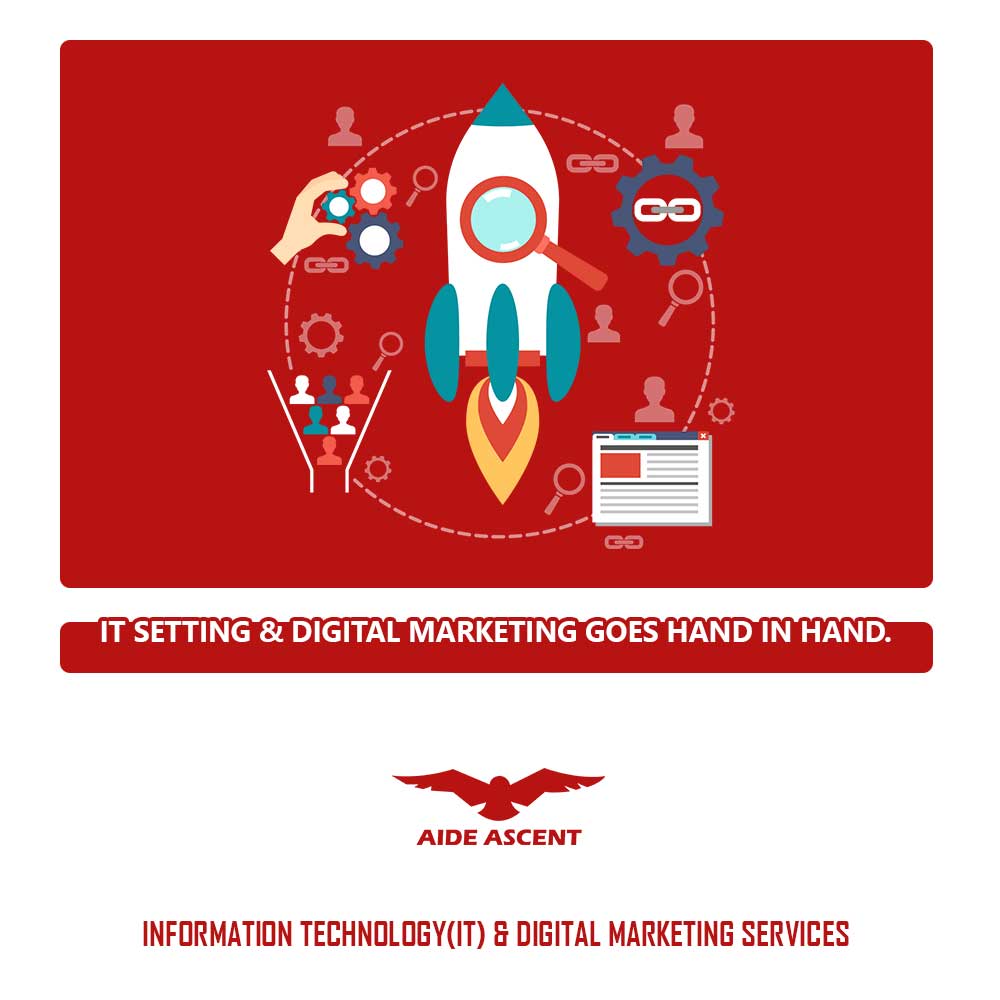 IT SETTING & DIGITAL MARKETING GOES HAND IN HAND.
AIDE ASCENT
INFORMATION TECHNOLOGY(IT) & DIGITAL MARKETING SERVICES